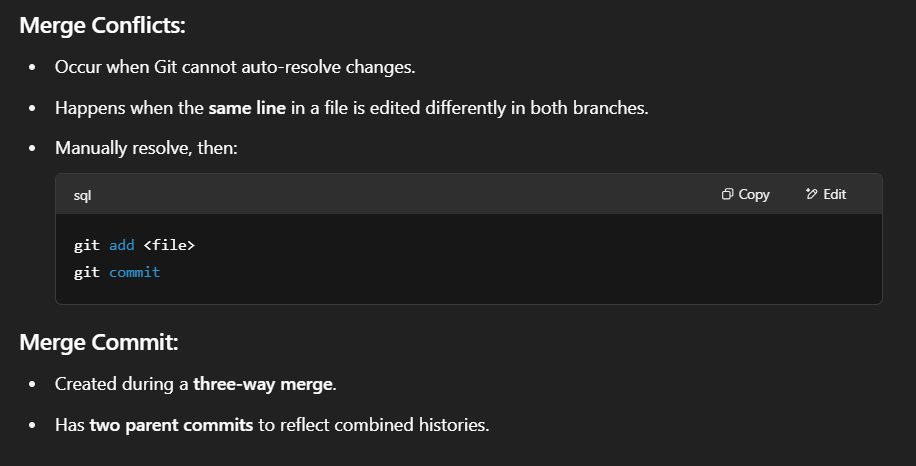 Merge Conflicts:
• Occur when Git cannot auto-resolve changes.
• Happens when the same line in a file is edited differently in both branches.
• Manually resolve, then:
sql Copy Edit
git add <file>
git commit
Merge Commit:
• Created during a three-way merge.
• Has two parent commits to reflect combined histories.